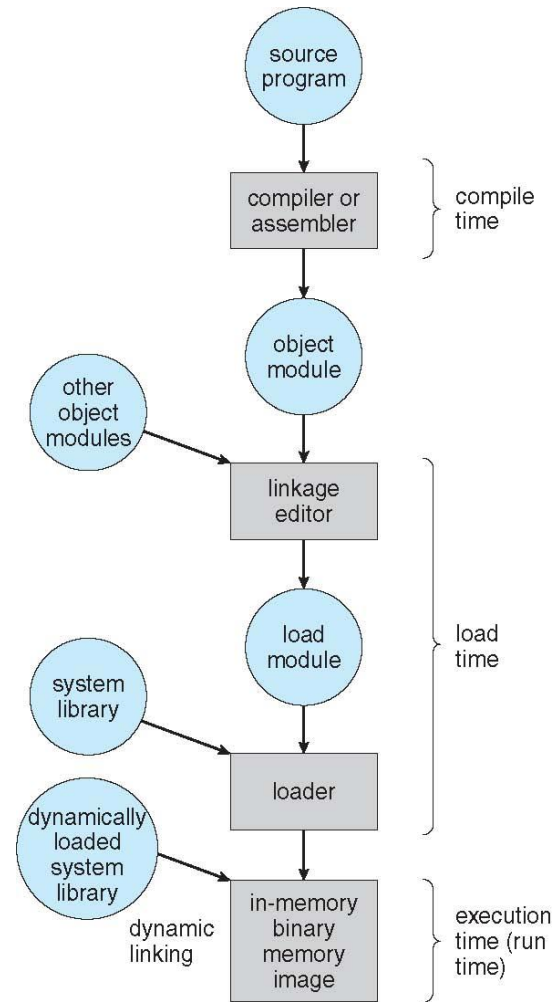 source
program
compiler or
assembler
compile
time
object
module
other
object
modules
linkage
editor
load
module
load
time
system
library
loader
dynamically
loaded
system
library
dynamic
linking
in-memory
binary
memory
image
execution
time (run
time)